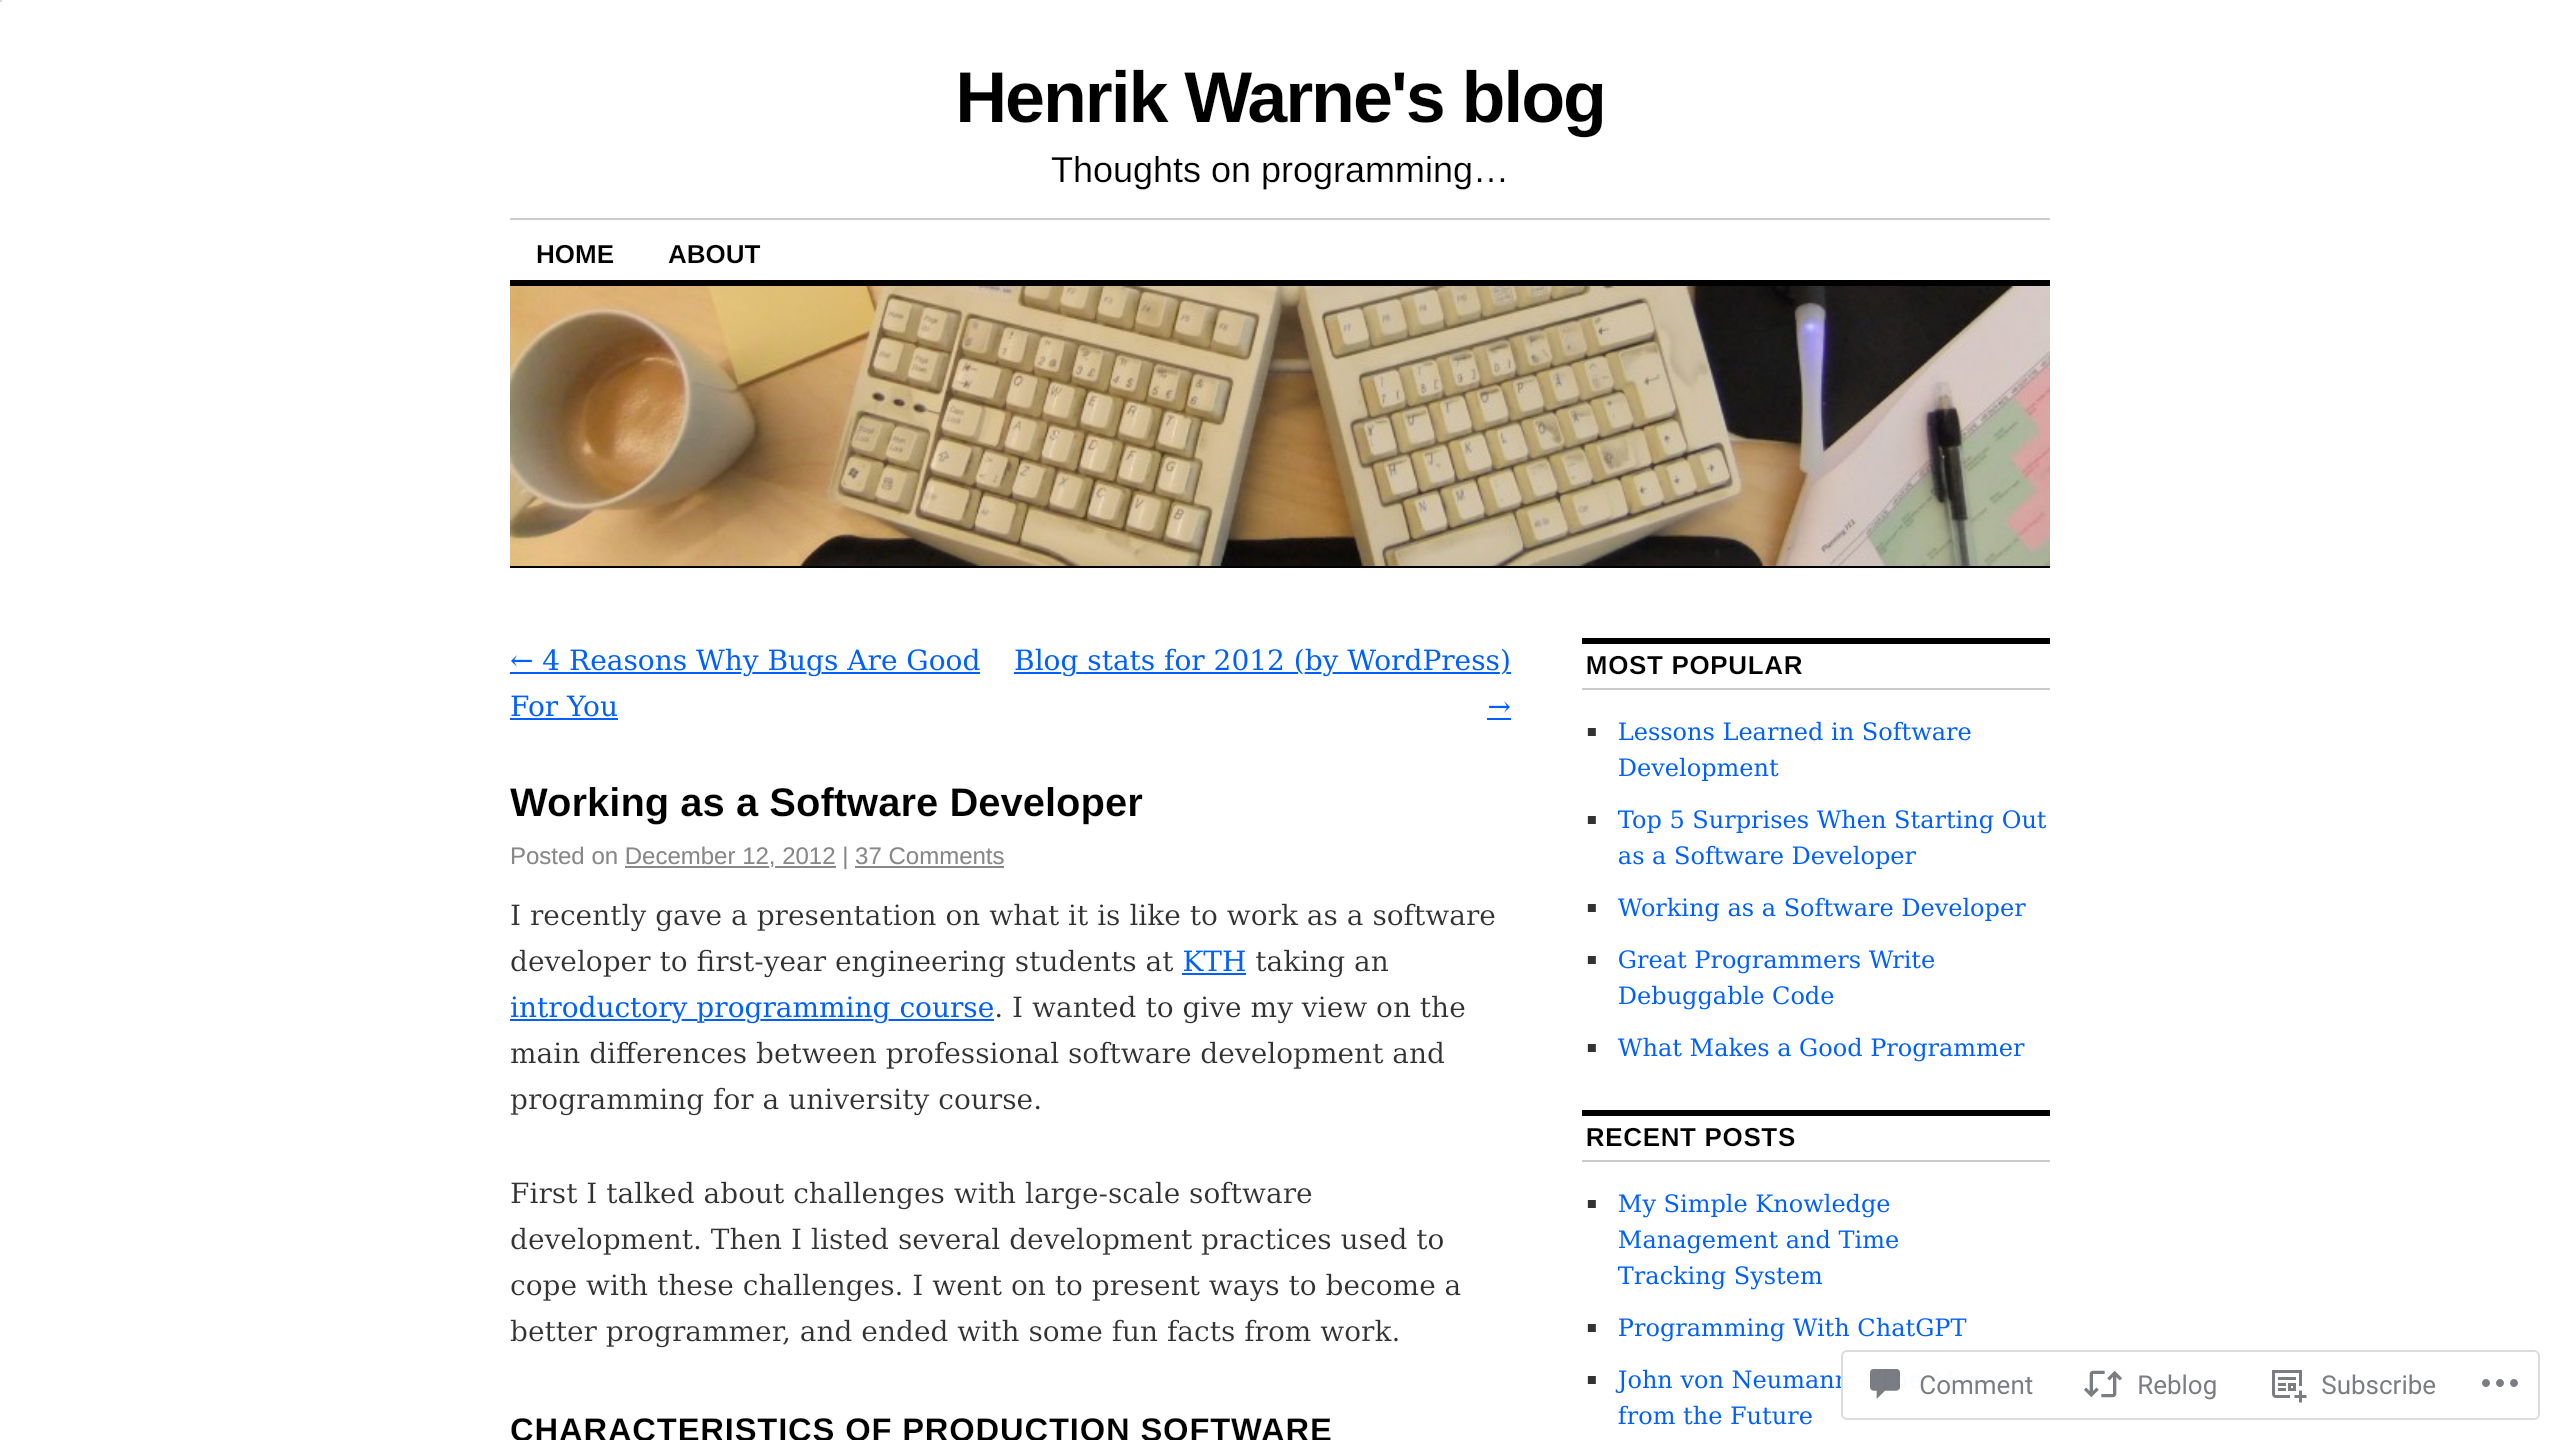 Henrik Warne's blog
Thoughts on programming…
HOME
ABOUT
← 4 Reasons Why Bugs Are Good
For You
Blog stats for 2012 (by WordPress)
→
Working as a Software Developer
Posted on December 12, 2012 | 37 Comments
I recently gave a presentation on what it is like to work as a software
developer to first-year engineering students at KTH taking an
introductory programming course. I wanted to give my view on the
main differences between professional software development and
programming for a university course.
First I talked about challenges with large-scale software
development. Then I listed several development practices used to
cope with these challenges. I went on to present ways to become a
better programmer, and ended with some fun facts from work.
CHARACTERISTICS OF PRODUCTION SOFTWARE
MOST POPULAR
Lessons Learned in Software
Development
Top 5 Surprises When Starting Out
as a Software Developer
Working as a Software Developer
Great Programmers Write
Debuggable Code
What Makes a Good Programmer
RECENT POSTS
My Simple Knowledge
Management and Time
Tracking System
Programming With ChatGPT
John von
from the Future
Comment
Reblog
Subscribe